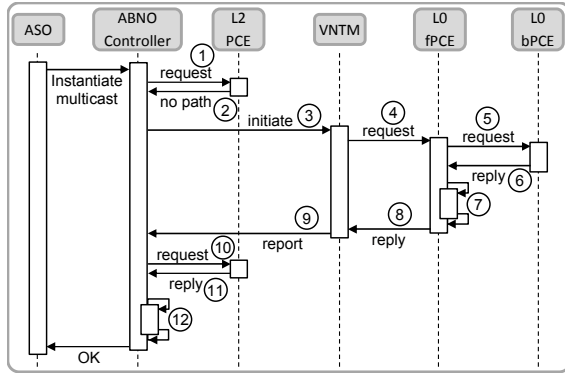 ASO
ABNO
Controller
L2
PCE
VNTM
L0
fPCE
L0
bPCE
Instantiate
multicast
1
request
no path
2
initiate
3
4
request
5
request
reply
6
7
8
reply
9
report
10
request
reply
11
12
OK